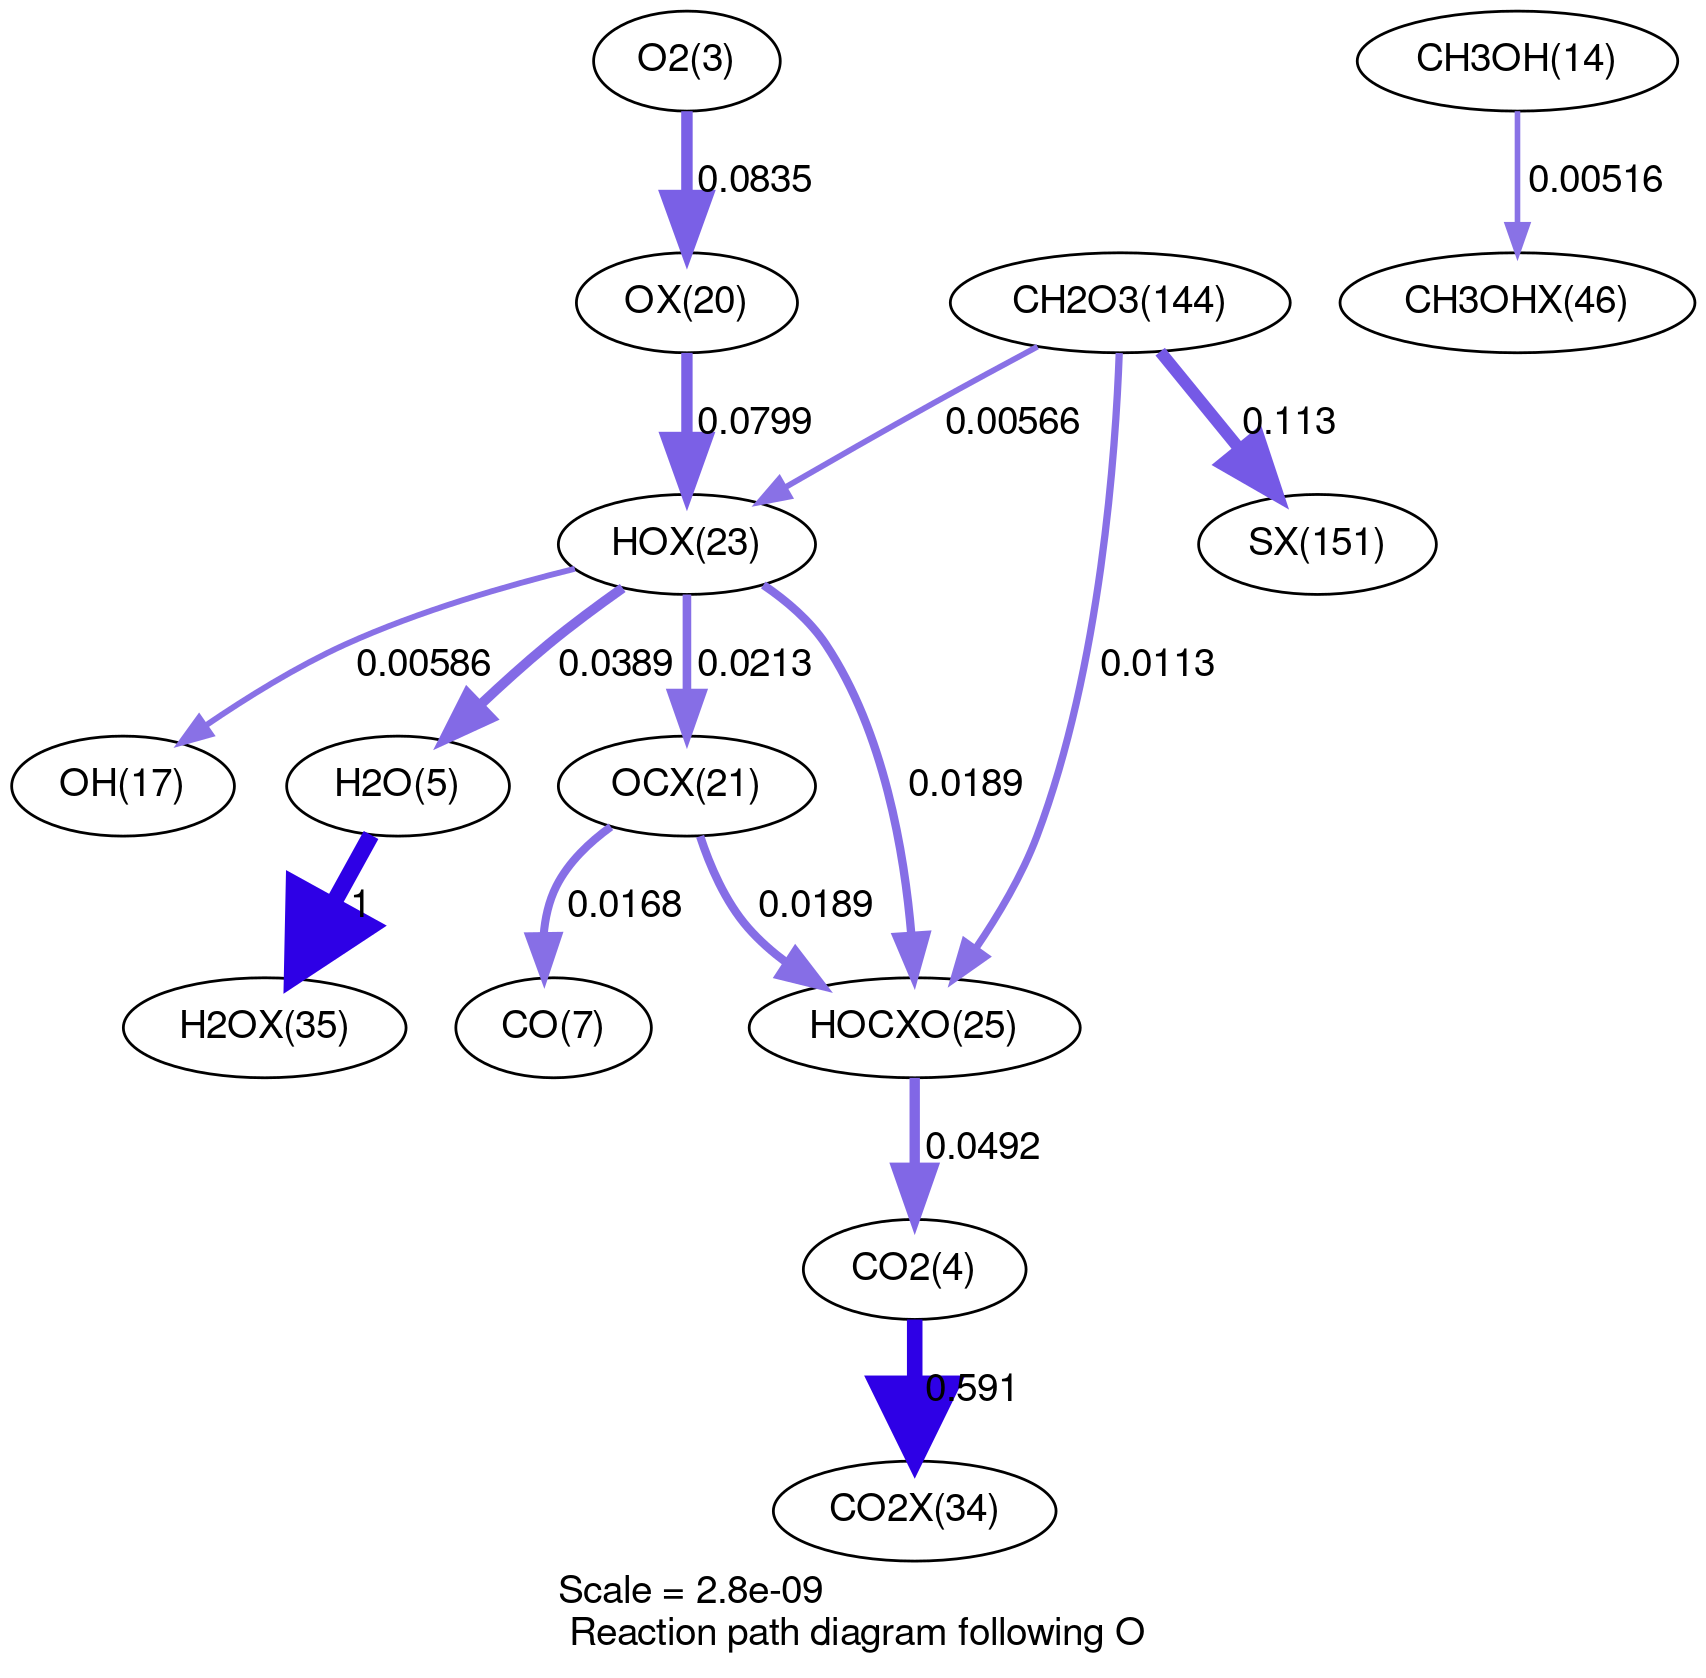 O2(3)
CH3OH(14)
0.0835
0.00516
OX(20)
CH2O3(144)
CH3OHX(46)
0.0799
0.00566
0.113
HOX(23)
SX(151)
0.00586
0.0389
0.0213
0.0113
OH(17)
H2O(5)
OCX(21)
0.0189
1
0.0168
0.0189
H2OX(35)
CO(7)
HOCXO(25)
0.0492
CO2(4)
0.591
CO2X(34)
Scale = 2.8e-09
Reaction path diagram following O